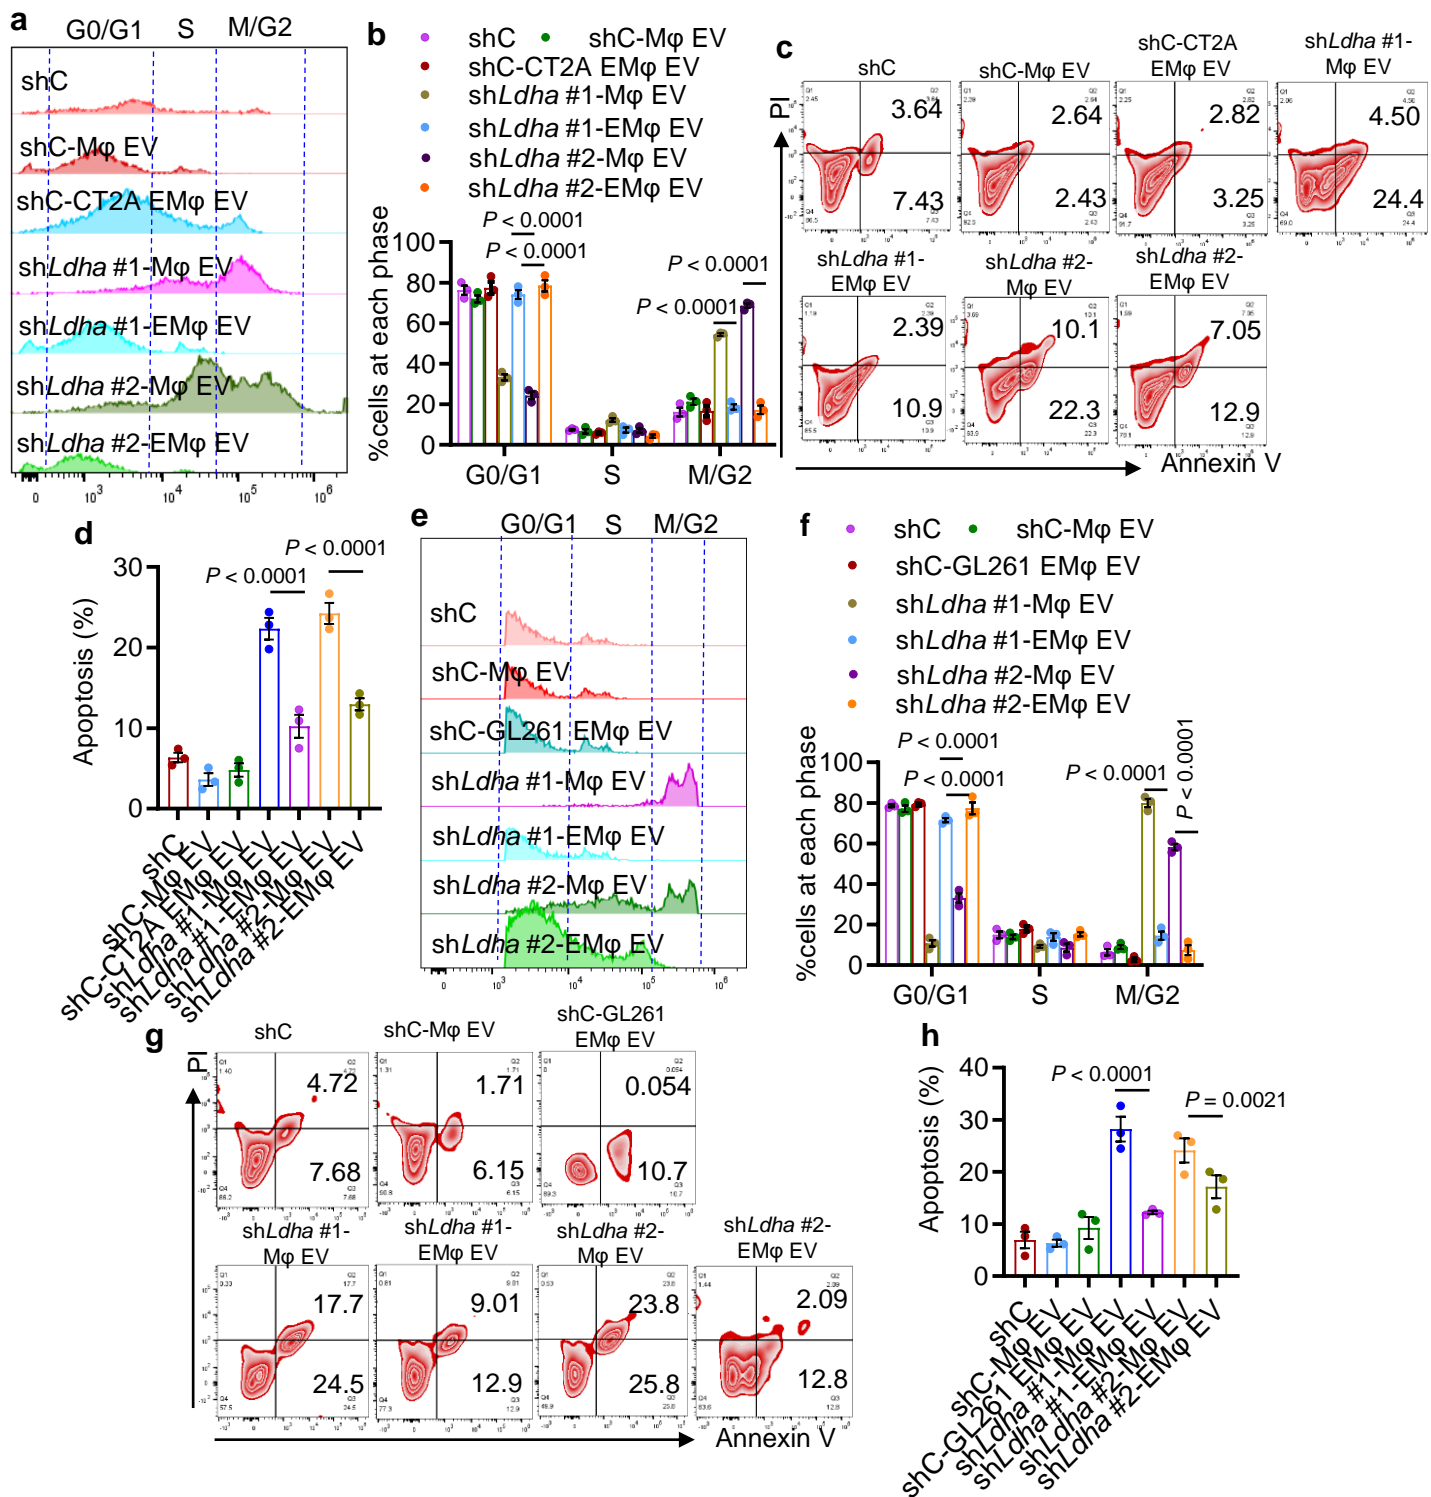 a
G0/G1 S M/G2
shC
shC-Mφ EV
shC-CT2A EMφ EV
shLdha #1-Mφ EV
shLdha #1-EMφ EV
shLdha #2-Mφ EV
shLdha #2-EMφ EV
0 10³ 10⁴ 10⁵ 10⁶
b
shC shC-Mφ EV
shC-CT2A EMφ EV
shLdha #1-Mφ EV
shLdha #1-EMφ EV
shLdha #2-Mφ EV
shLdha #2-EMφ EV
%cells at each phase
100
80
60
40
20
0
P < 0.0001
P < 0.0001
P < 0.0001
P < 0.0001
G0/G1 S M/G2
c
PI
shC
3.64
7.43
shC-Mφ EV
2.64
2.43
shC-CT2A
EMφ EV
2.82
3.25
shLdha #1-
Mφ EV
4.50
24.4
shLdha #1-
EMφ EV
2.39
10.9
shLdha #2-
Mφ EV
10.1
22.3
shLdha #2-
EMφ EV
7.05
12.9
Annexin V
d
Apoptosis (%)
30
20
10
0
P < 0.0001
P < 0.0001
shC
shC-Mφ EV
shC-CT2A EMφ EV
shLdha #1-Mφ EV
shLdha #1-EMφ EV
shLdha #2-Mφ EV
shLdha #2-EMφ EV
e
G0/G1 S M/G2
shC
shC-Mφ EV
shC-GL261 EMφ EV
shLdha #1-Mφ EV
shLdha #1-EMφ EV
shLdha #2-Mφ EV
shLdha #2-EMφ EV
0 10³ 10⁴ 10⁵ 10⁶
f
shC shC-Mφ EV
shC-GL261 EMφ EV
shLdha #1-Mφ EV
shLdha #1-EMφ EV
shLdha #2-Mφ EV
shLdha #2-EMφ EV
%cells at each phase
100
80
60
40
20
0
P < 0.0001
P < 0.0001
P < 0.0001
P < 0.0001
G0/G1 S M/G2
g
PI
shC
4.72
7.68
shC-Mφ EV
1.71
6.15
shC-GL261
EMφ EV
0.054
10.7
shLdha #1-
Mφ EV
17.7
24.5
shLdha #1-
EMφ EV
9.01
12.9
shLdha #2-
Mφ EV
23.8
25.8
shLdha #2-
EMφ EV
2.09
12.8
Annexin V
h
Apoptosis (%)
40
30
20
10
0
P < 0.0001
P = 0.0021
shC
shC-Mφ EV
shC-GL261 EMφ EV
shLdha #1-Mφ EV
shLdha #1-EMφ EV
shLdha #2-Mφ EV
shLdha #2-EMφ EV